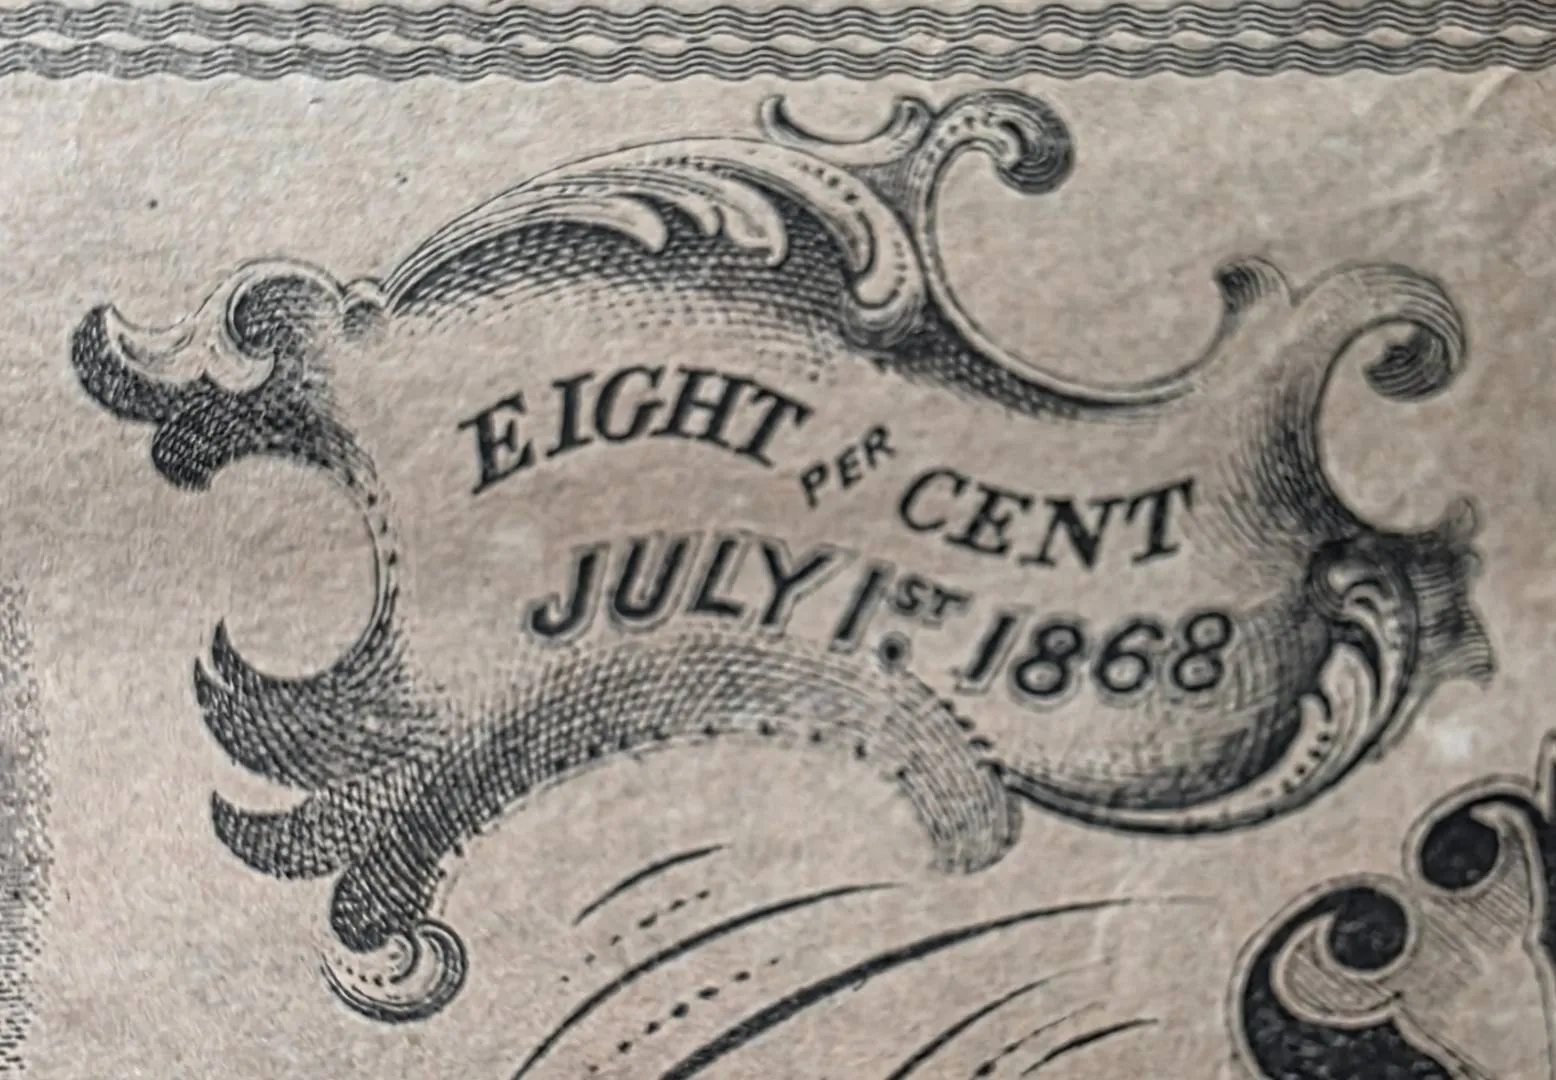 EIGHT PER CENT
JULY 1ST. 1868